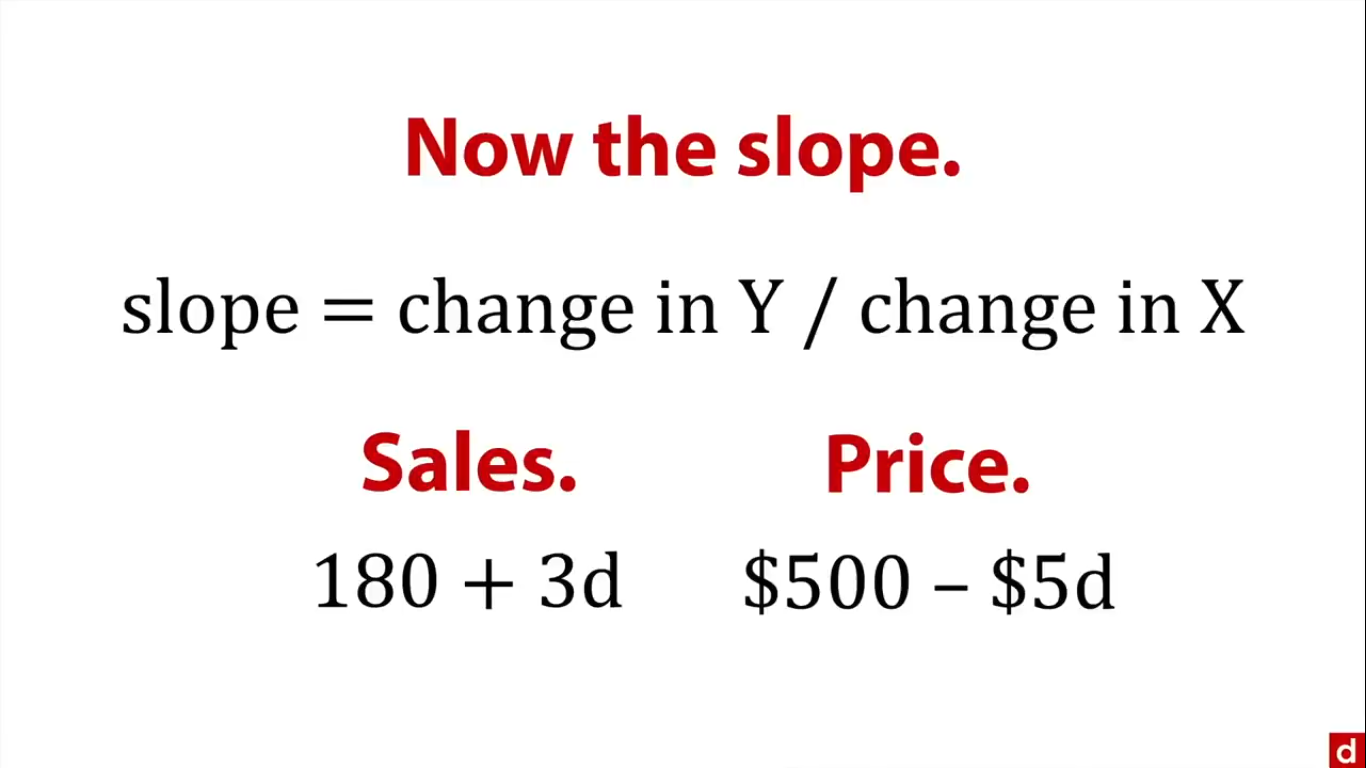 Now the slope.
slope = change in Y / change in X
Sales. Price.
180 + 3d $500 – $5d
d